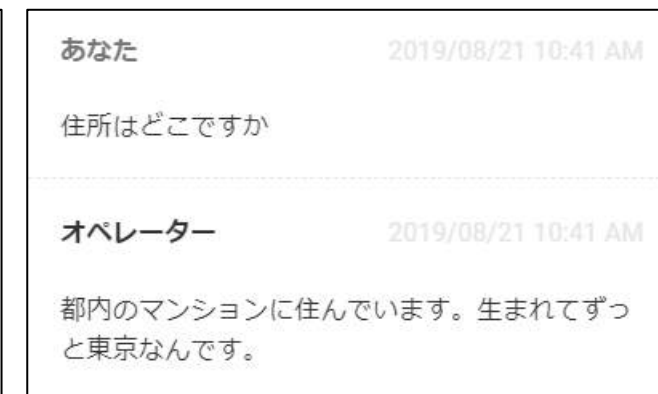 あなた 2019/08/21 10:41 AM
住所はどこですか
オペレーター 2019/08/21 10:41 AM
都内のマンションに住んでいます。生まれてずっ
と東京なんです。